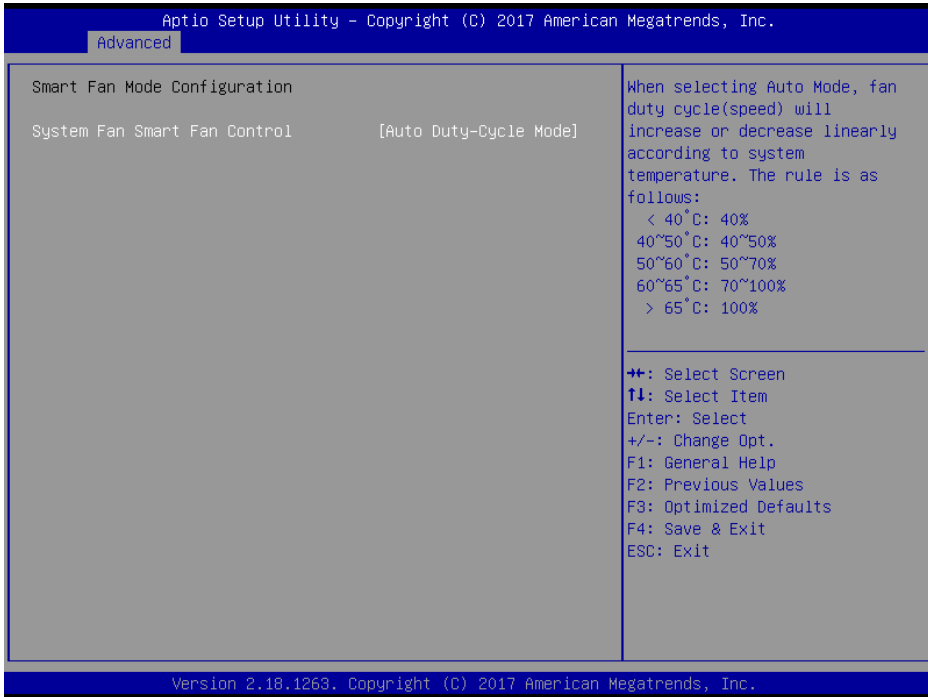 Aptio Setup Utility – Copyright (C) 2017 American Megatrends, Inc.
Advanced
Smart Fan Mode Configuration
System Fan Smart Fan Control [Auto Duty-Cycle Mode]
When selecting Auto Mode, fan
duty cycle(speed) will
increase or decrease linearly
according to system
temperature. The rule is as
follows:
< 40°C: 40%
40~50°C: 40~50%
50~60°C: 50~70%
60~65°C: 70~100%
> 65°C: 100%
→←: Select Screen
↑↓: Select Item
Enter: Select
+/-: Change Opt.
F1: General Help
F2: Previous Values
F3: Optimized Defaults
F4: Save & Exit
ESC: Exit
Version 2.18.1263. Copyright (C) 2017 American Megatrends, Inc.